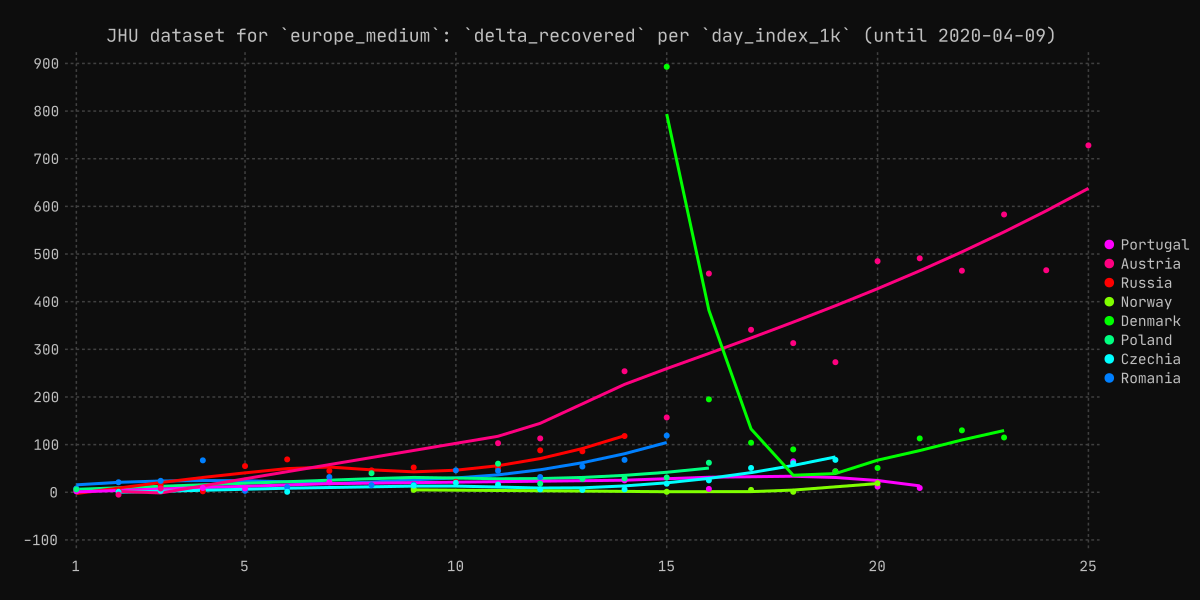 JHU dataset for `europe_medium`: `delta_recovered` per `day_index_1k` (until 2020-04-09)
900
800
700
600
500
400
300
200
100
0
-100
1 5 10 15 20 25
Portugal
Austria
Russia
Norway
Denmark
Poland
Czechia
Romania